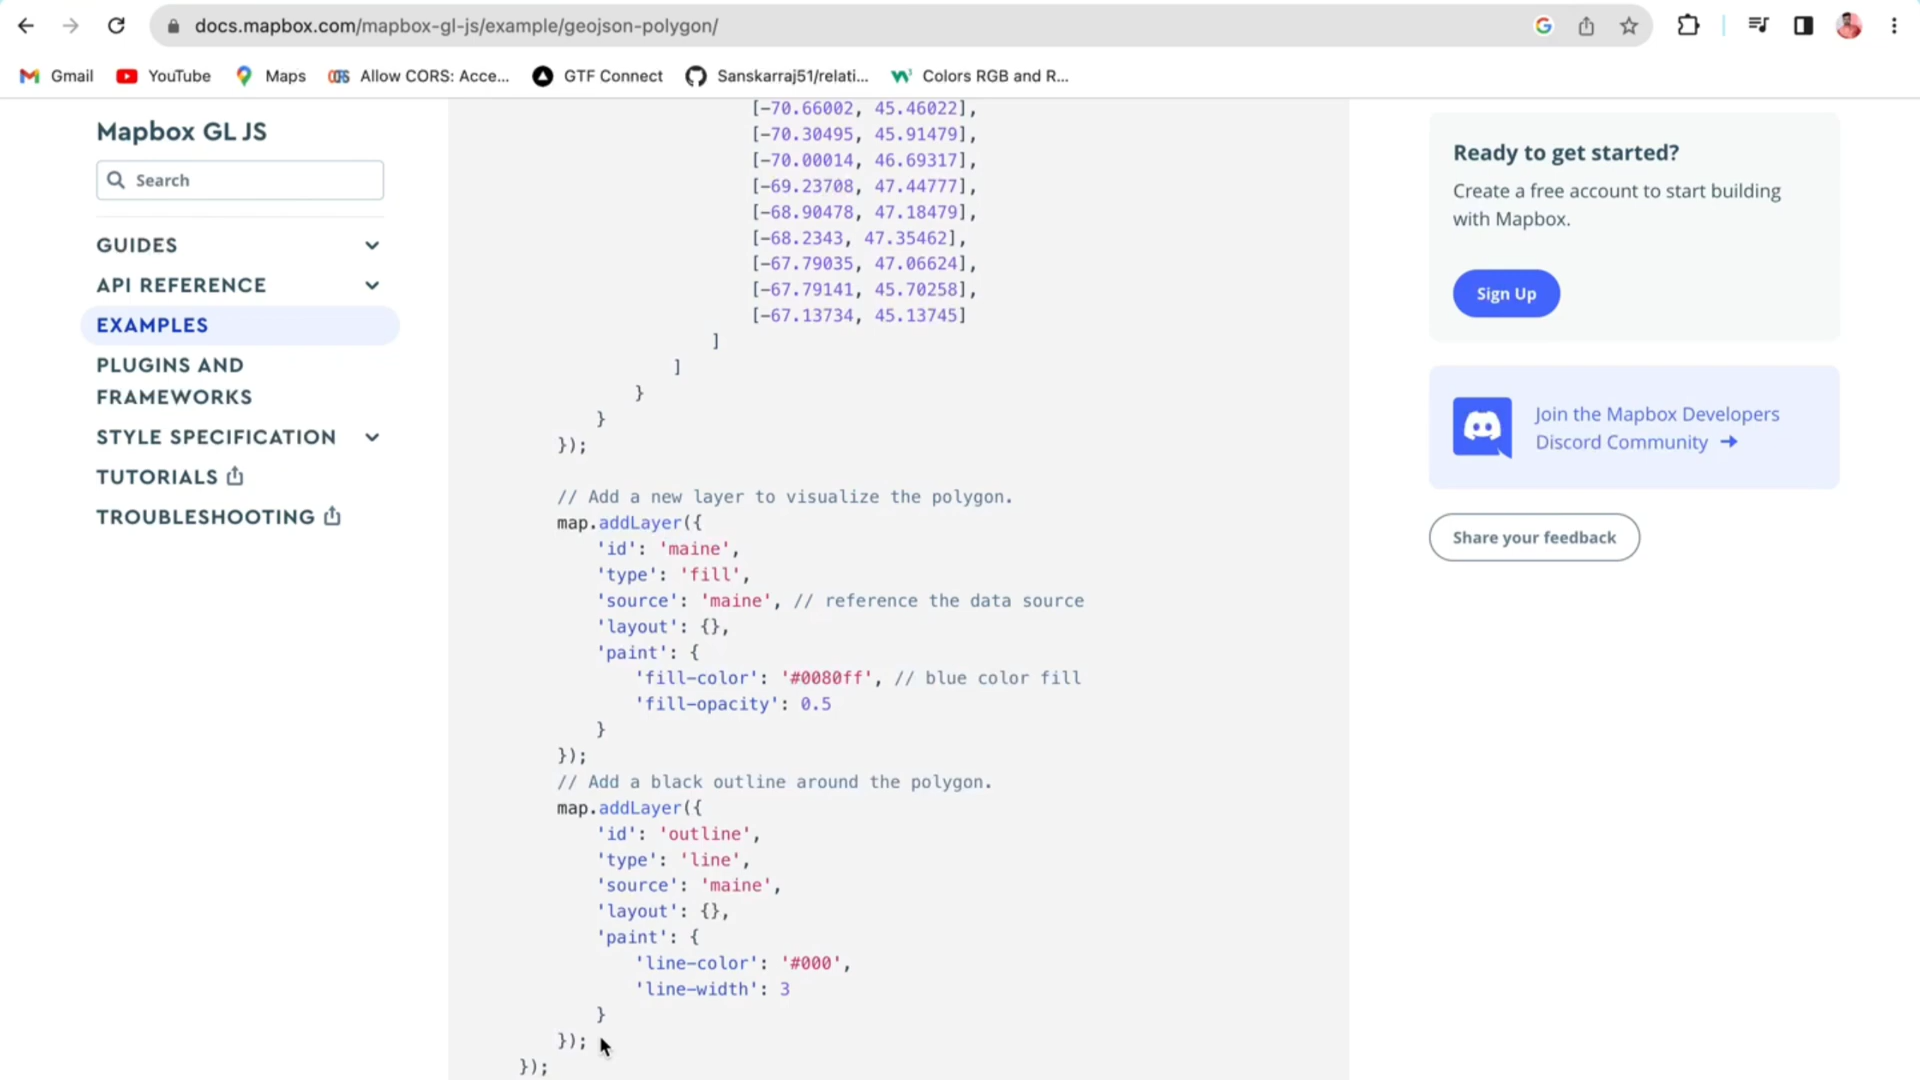 docs.mapbox.com/mapbox-gl-js/example/geojson-polygon/
Gmail YouTube Maps Allow CORS: Acce... GTF Connect Sanskarraj51/relati... Colors RGB and R...
Mapbox GL JS
Search
GUIDES
API REFERENCE
EXAMPLES
PLUGINS AND
FRAMEWORKS
STYLE SPECIFICATION
TUTORIALS
TROUBLESHOOTING
[-70.66002, 45.46022],
[-70.30495, 45.91479],
[-70.00014, 46.69317],
[-69.23708, 47.44777],
[-68.90478, 47.18479],
[-68.2343, 47.35462],
[-67.79035, 47.06624],
[-67.79141, 45.70258],
[-67.13734, 45.13745]
]
]
}
}
});
// Add a new layer to visualize the polygon.
map.addLayer({
'id': 'maine',
'type': 'fill',
'source': 'maine', // reference the data source
'layout': {},
'paint': {
'fill-color': '#0080ff', // blue color fill
'fill-opacity': 0.5
}
});
// Add a black outline around the polygon.
map.addLayer({
'id': 'outline',
'type': 'line',
'source': 'maine',
'layout': {},
'paint': {
'line-color': '#000',
'line-width': 3
}
});
});
Ready to get started?
Create a free account to start building
with Mapbox.
Sign Up
Join the Mapbox Developers
Discord Community →
Share your feedback